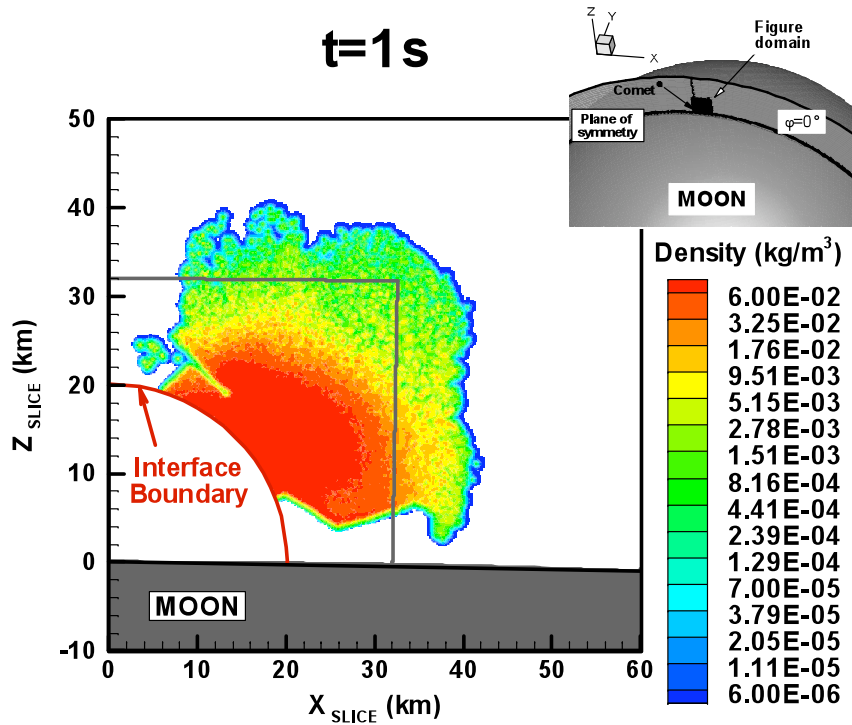 t=1s
Z
Y
X
Figure
domain
Comet
Plane of
symmetry
φ=0°
MOON
50
40
30
20
10
0
-10
Z SLICE (km)
Interface
Boundary
MOON
0
10
20
30
40
50
60
X SLICE (km)
Density (kg/m³)
6.00E-02
3.25E-02
1.76E-02
9.51E-03
5.15E-03
2.78E-03
1.51E-03
8.16E-04
4.41E-04
2.39E-04
1.29E-04
7.00E-05
3.79E-05
2.05E-05
1.11E-05
6.00E-06